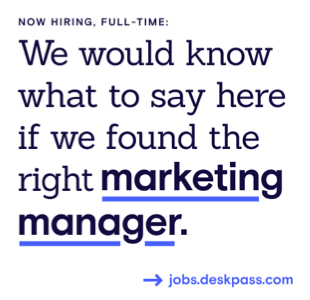 NOW HIRING, FULL-TIME:
We would know
what to say here
if we found the
right marketing
manager.
→ jobs.deskpass.com